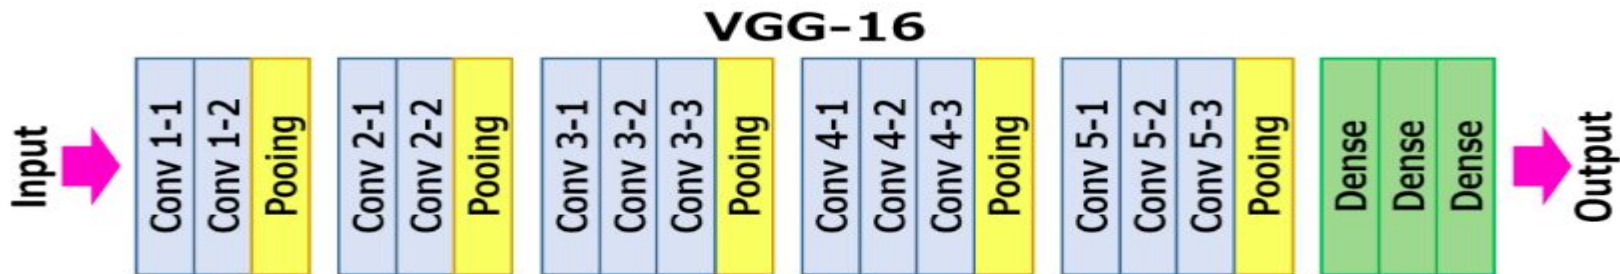 VGG-16
Input
Conv 1-1
Conv 1-2
Pooing
Conv 2-1
Conv 2-2
Pooing
Conv 3-1
Conv 3-2
Conv 3-3
Pooing
Conv 4-1
Conv 4-2
Conv 4-3
Pooing
Conv 5-1
Conv 5-2
Conv 5-3
Pooing
Dense
Dense
Dense
Output